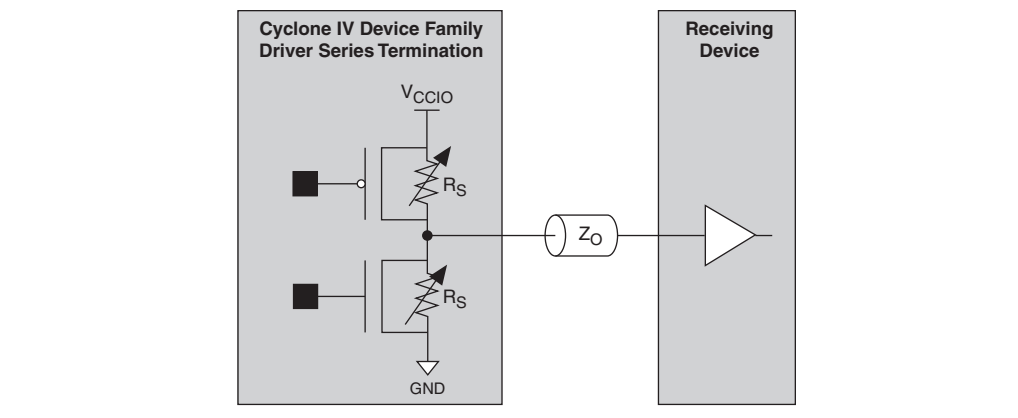 Cyclone IV Device Family
Driver Series Termination
Receiving
Device
VCCIO
RS
ZO
RS
GND